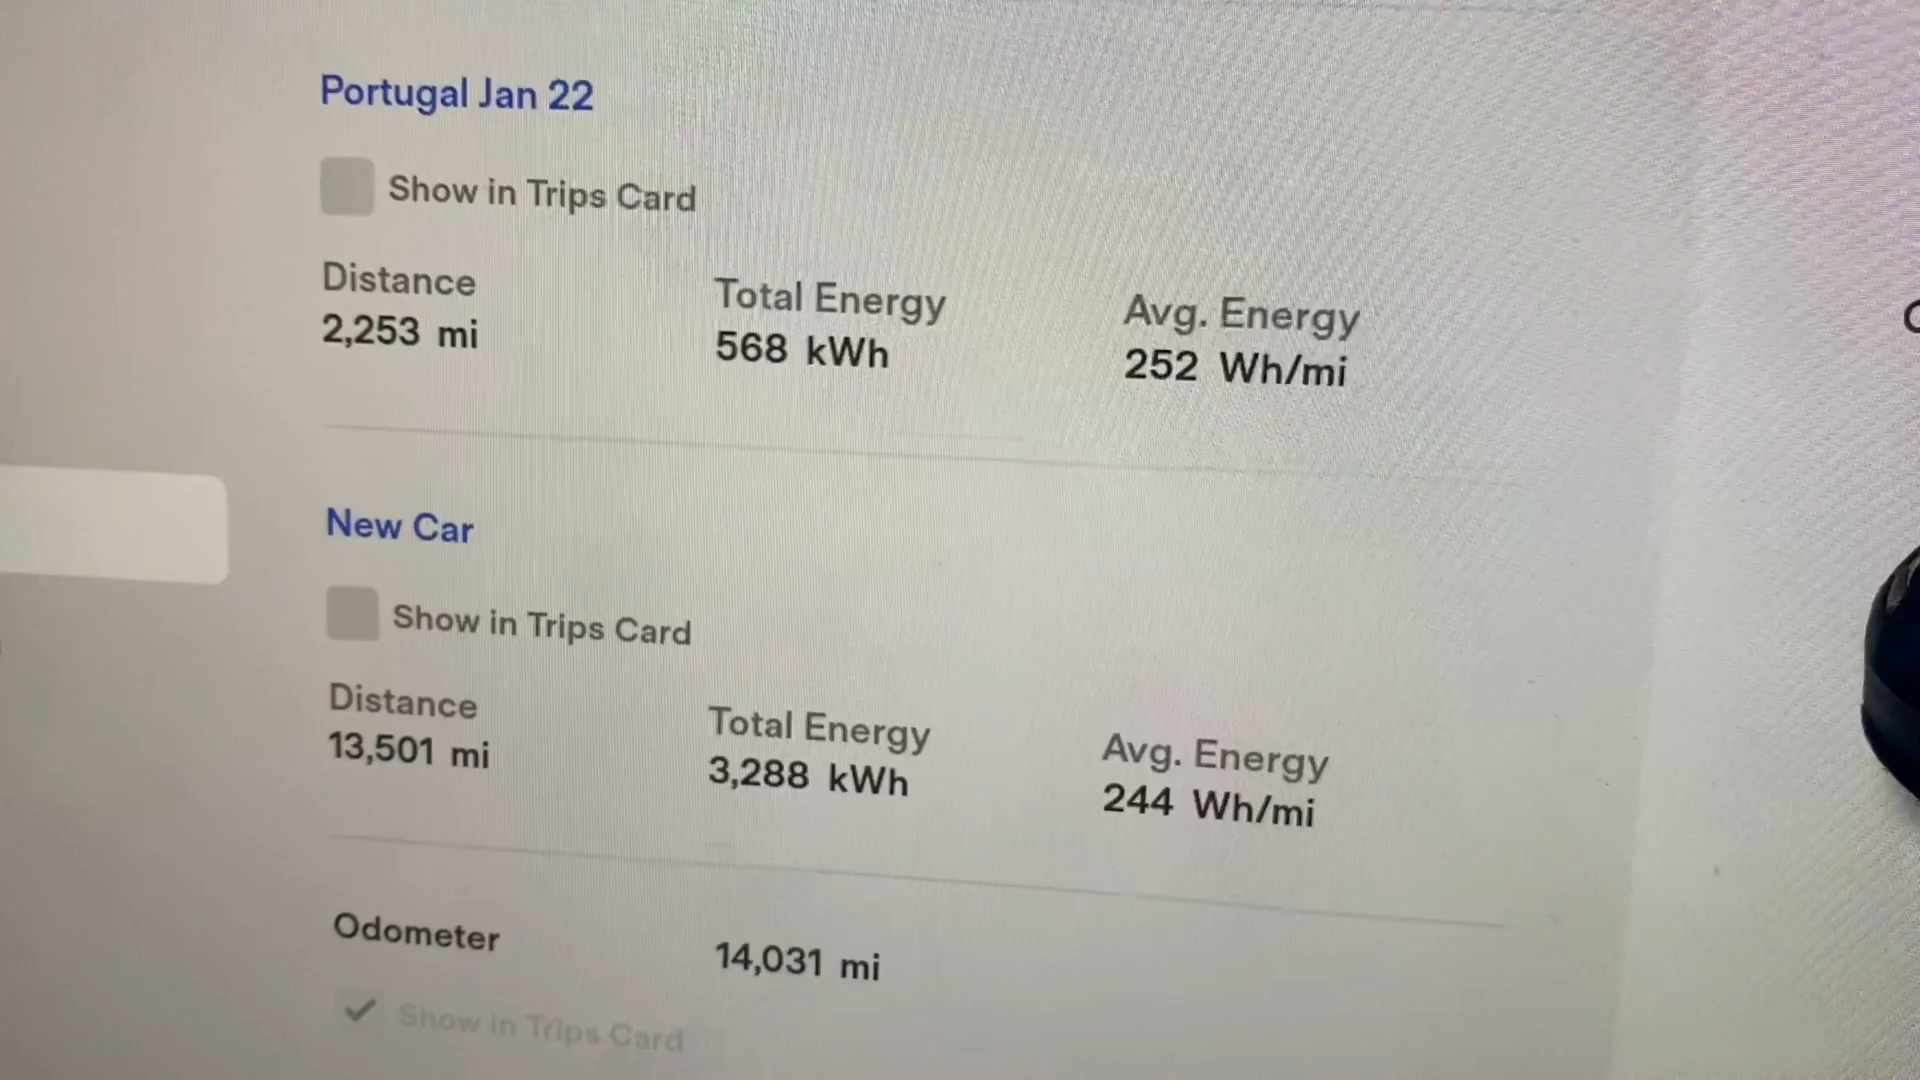 Portugal Jan 22
Show in Trips Card
Distance
2,253 mi
Total Energy
568 kWh
Avg. Energy
252 Wh/mi
New Car
Show in Trips Card
Distance
13,501 mi
Total Energy
3,288 kWh
Avg. Energy
244 Wh/mi
Odometer
14,031 mi
Show in Trips Card